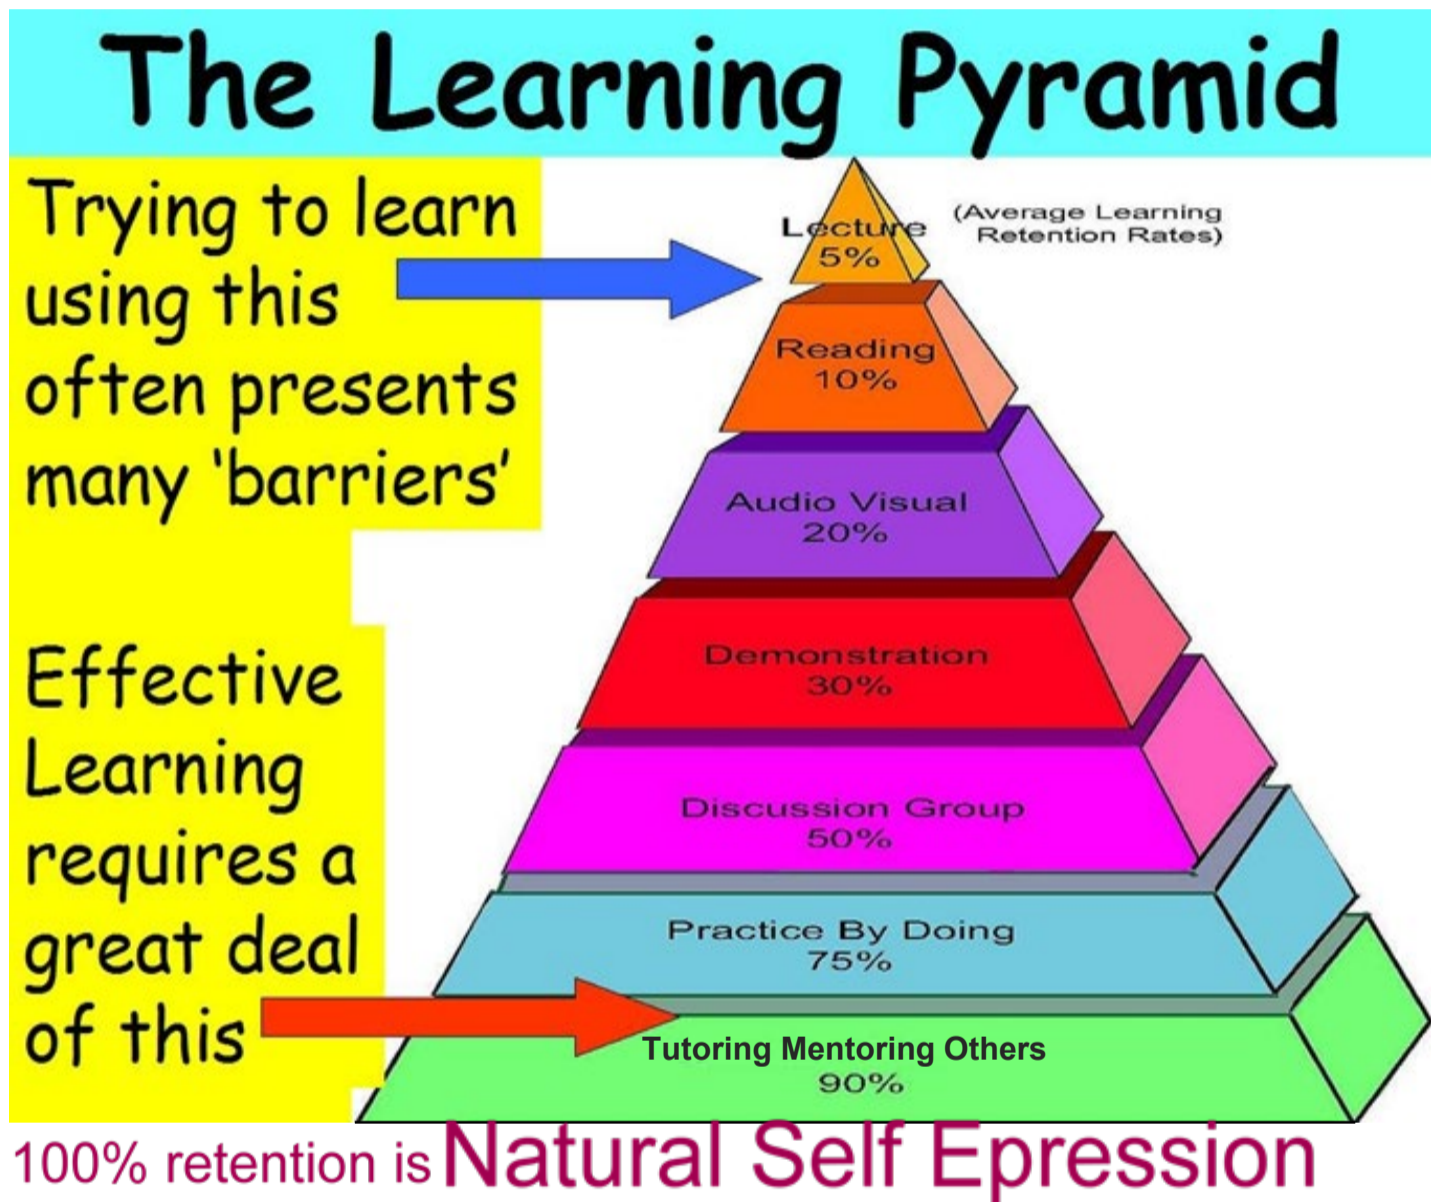 The Learning Pyramid
Trying to learn
using this
often presents
many ‘barriers’
Lecture
5%
(Average Learning
Retention Rates)
Reading
10%
Audio Visual
20%
Demonstration
30%
Discussion Group
50%
Effective
Learning
requires a
great deal
of this
Practice By Doing
75%
Tutoring Mentoring Others
90%
100% retention is Natural Self Epression